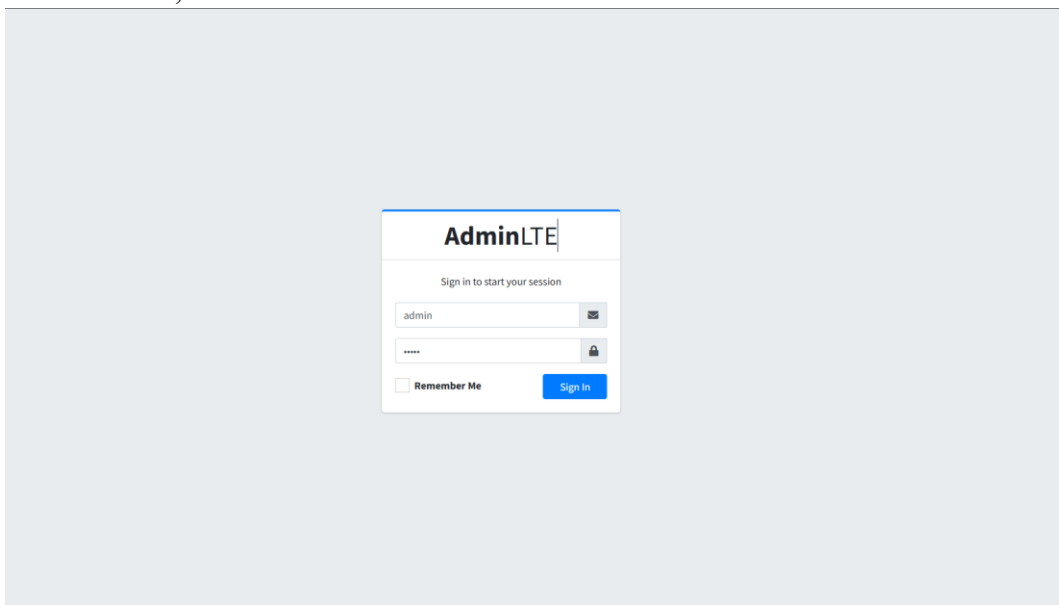 AdminLTE
Sign in to start your session
admin
•••••
Remember Me
Sign In